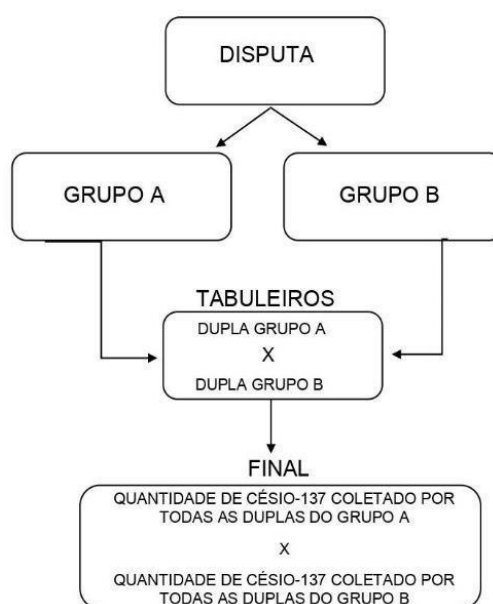 DISPUTA
GRUPO A
GRUPO B
TABULEIROS
DUPLA GRUPO A
X
DUPLA GRUPO B
FINAL
QUANTIDADE DE CÉSIO-137 COLETADO POR
TODAS AS DUPLAS DO GRUPO A
X
QUANTIDADE DE CÉSIO-137 COLETADO POR
TODAS AS DUPLAS DO GRUPO B